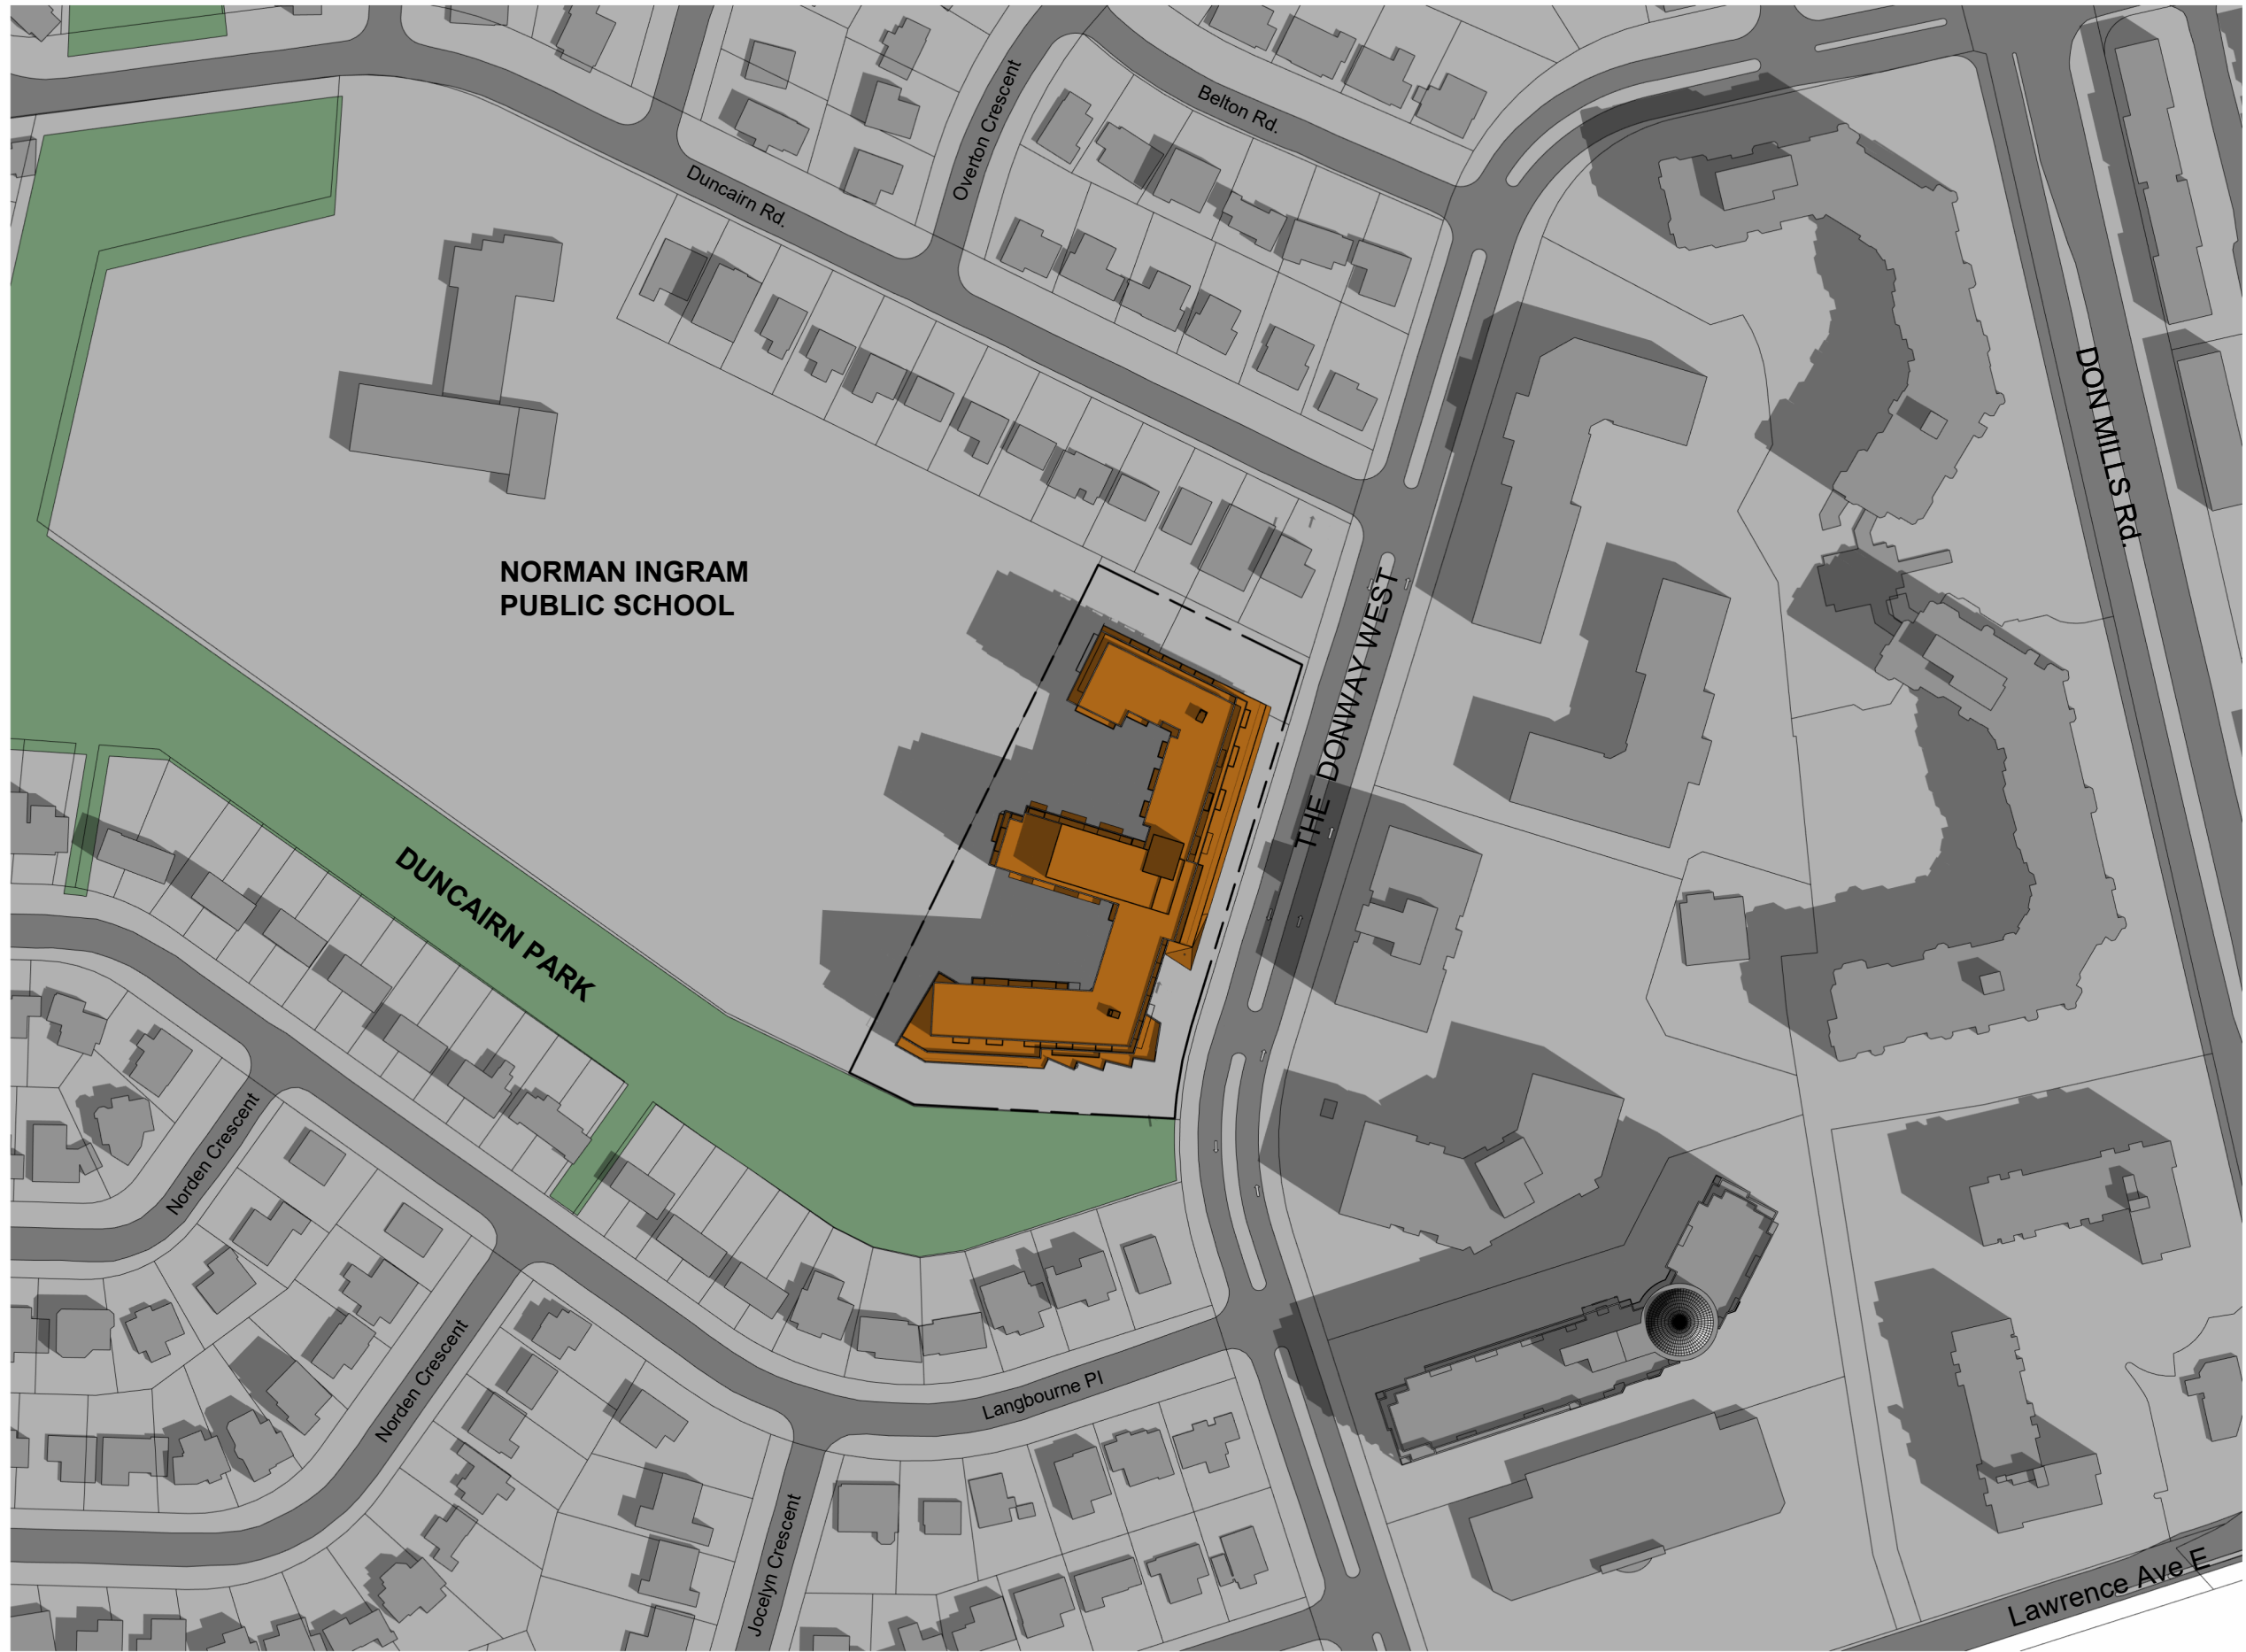 Belton Rd.
Overton Crescent
Duncairn Rd.
DON MILLS Rd.
NORMAN INGRAM
PUBLIC SCHOOL
THE DONWAY WEST
DUNCAIRN PARK
Norden Crescent
Norden Crescent
Langbourne Pl
Jocelyn Crescent
Lawrence Ave E